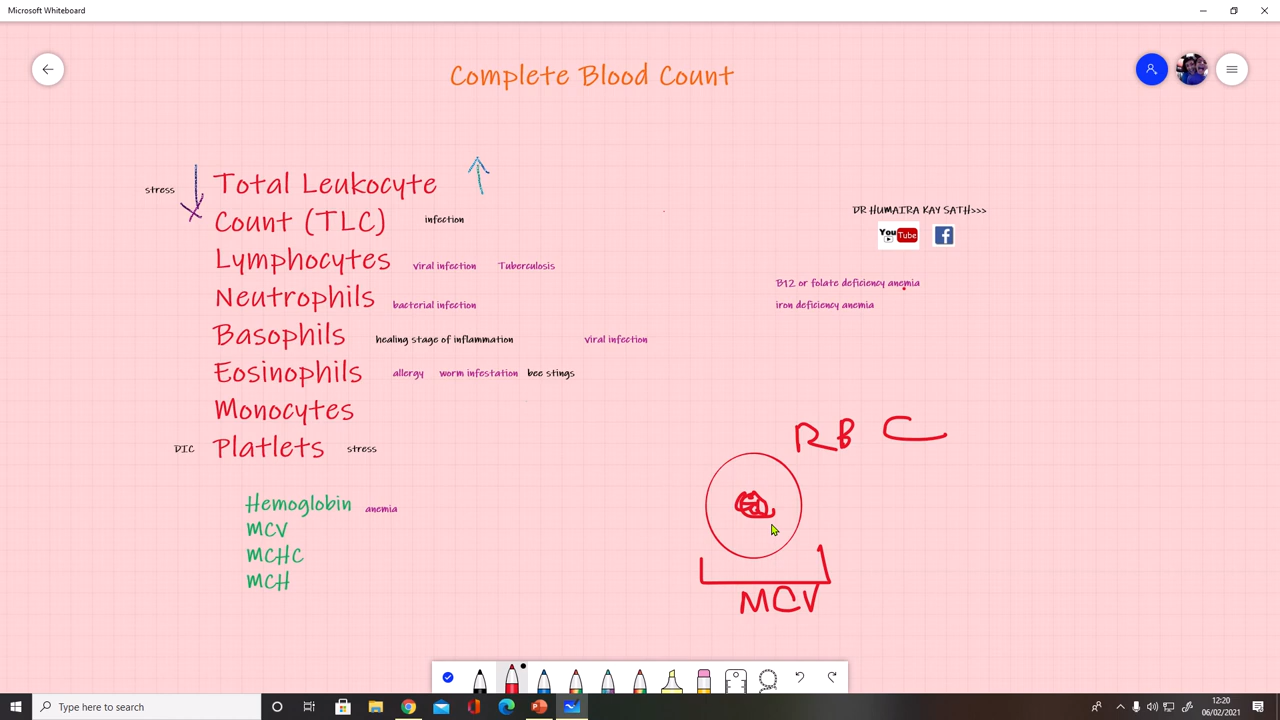 Microsoft Whiteboard
Complete Blood Count
stress Total Leukocyte
Count (TLC) infection
Lymphocytes viral infection Tuberculosis
Neutrophils bacterial infection
Basophils healing stage of inflammation viral infection
Eosinophils allergy worm infestation bee stings
Monocytes
DIC Platlets stress
Hemoglobin anemia
MCV
MCHC
MCH
DR HUMAIRA KAY SATH>>>
You Tube f
B12 or folate deficiency anemia
iron deficiency anemia
RBC
MCV
Type here to search
12:20
06/02/2021